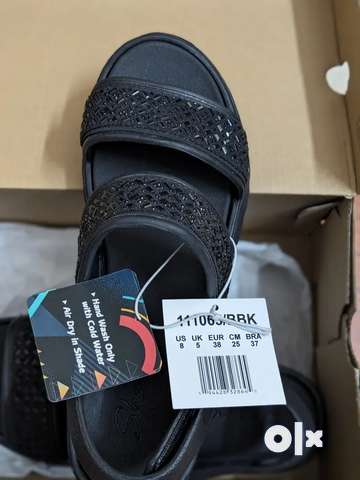 Hand Wash Only
with Cold Water
Air Dry in Shade
111063/BBK
US UK EUR CM BRA
8 5 38 25 37
olx